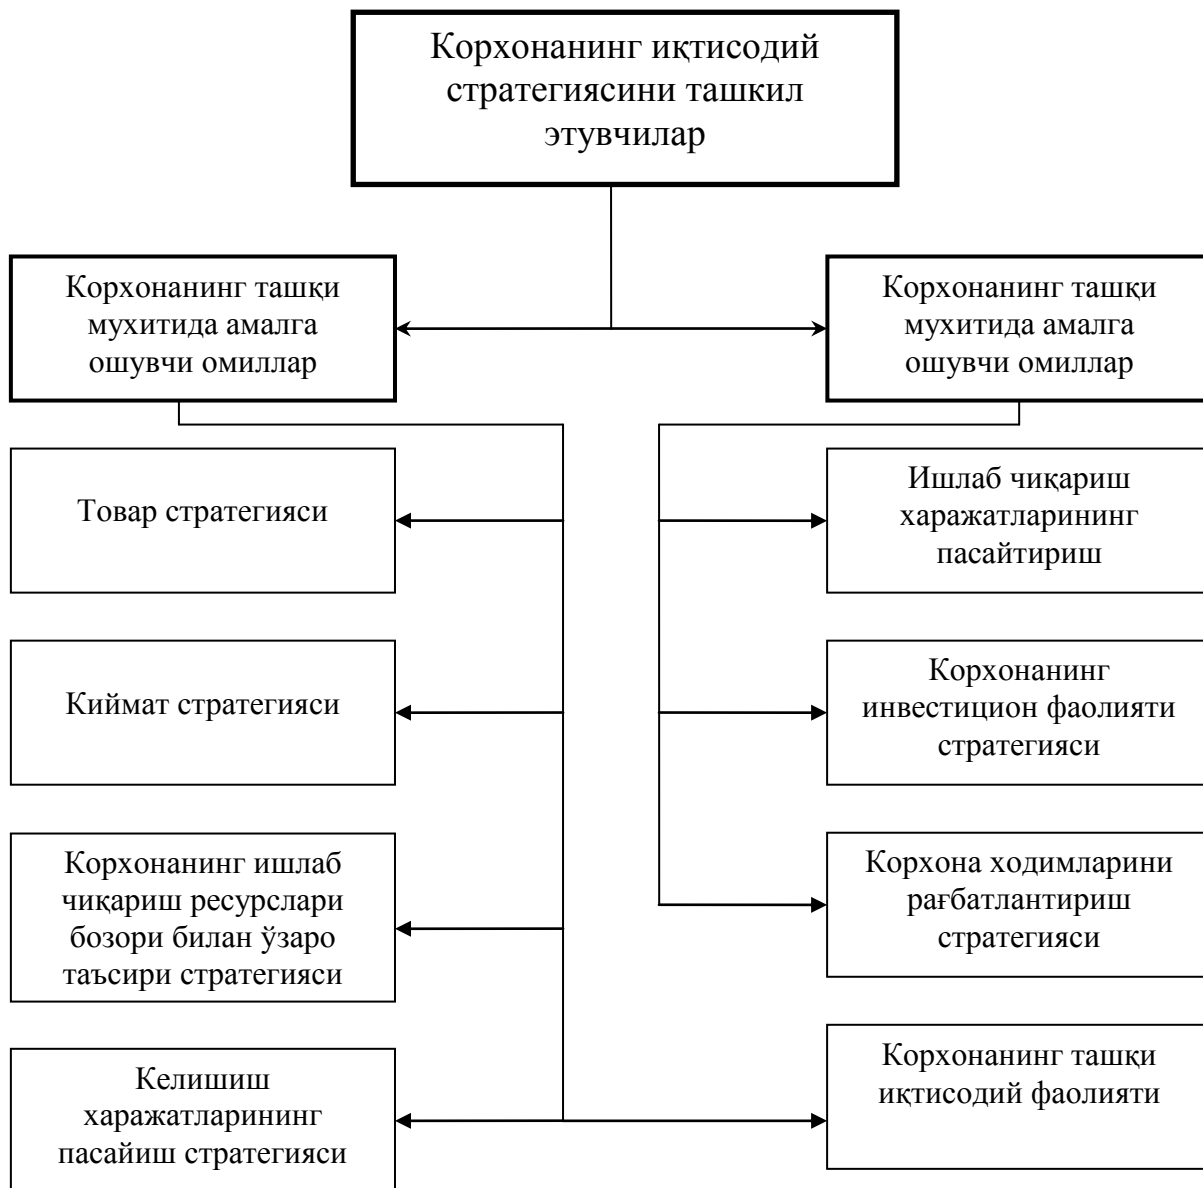 Корхонанинг иқтисодий
стратегиясини ташкил
этувчилар
Корхонанинг ташқи
мухитида амалга
ошувчи омиллар
Корхонанинг ташқи
мухитида амалга
ошувчи омиллар
Товар стратегияси
Ишлаб чиқариш
харажатларининг
пасайтириш
Киймат стратегияси
Корхонанинг
инвестицион фаолияти
стратегияси
Корхонанинг ишлаб
чиқариш ресурслари
бозори билан ўзаро
таъсири стратегияси
Корхона ходимларини
рағбатлантириш
стратегияси
Келишиш
харажатларининг
пасайиш стратегияси
Корхонанинг ташқи
иқтисодий фаолияти